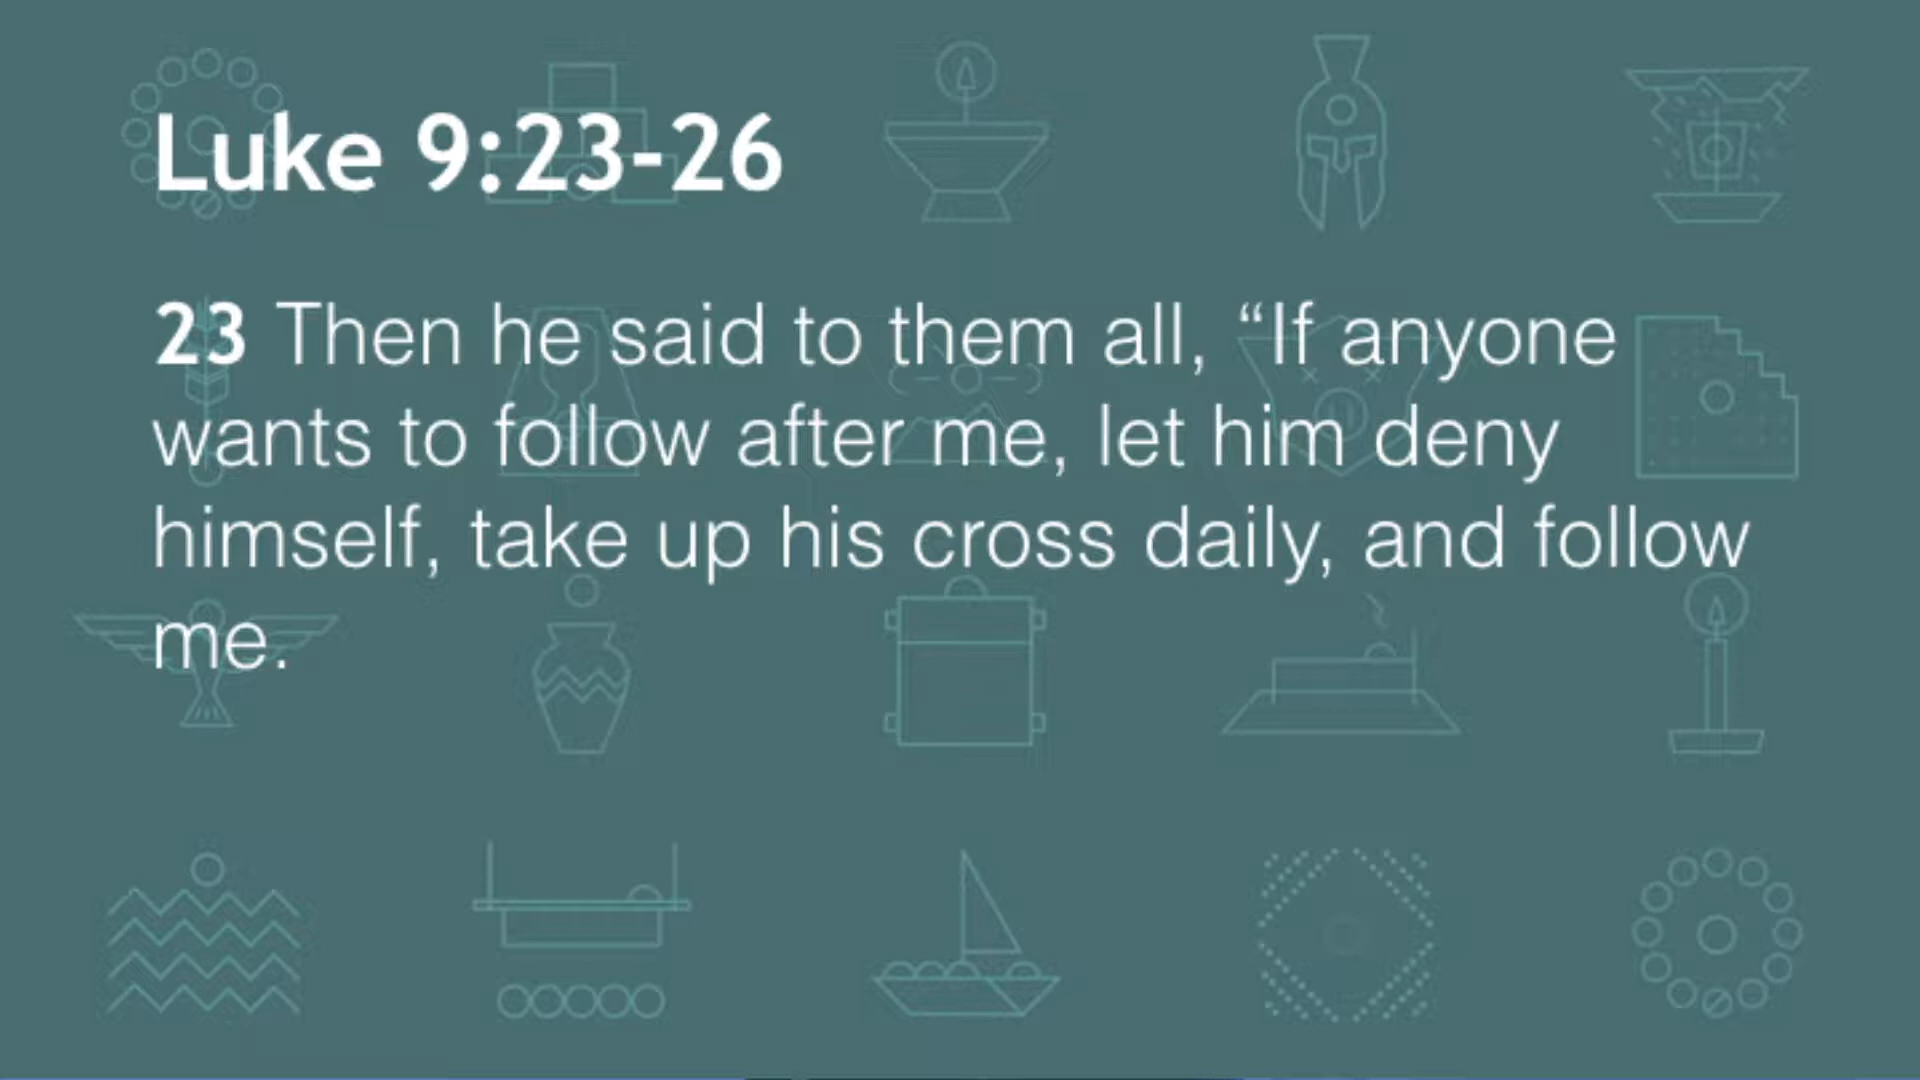 Luke 9:23-26
23 Then he said to them all, “If anyone
wants to follow after me, let him deny
himself, take up his cross daily, and follow
me.